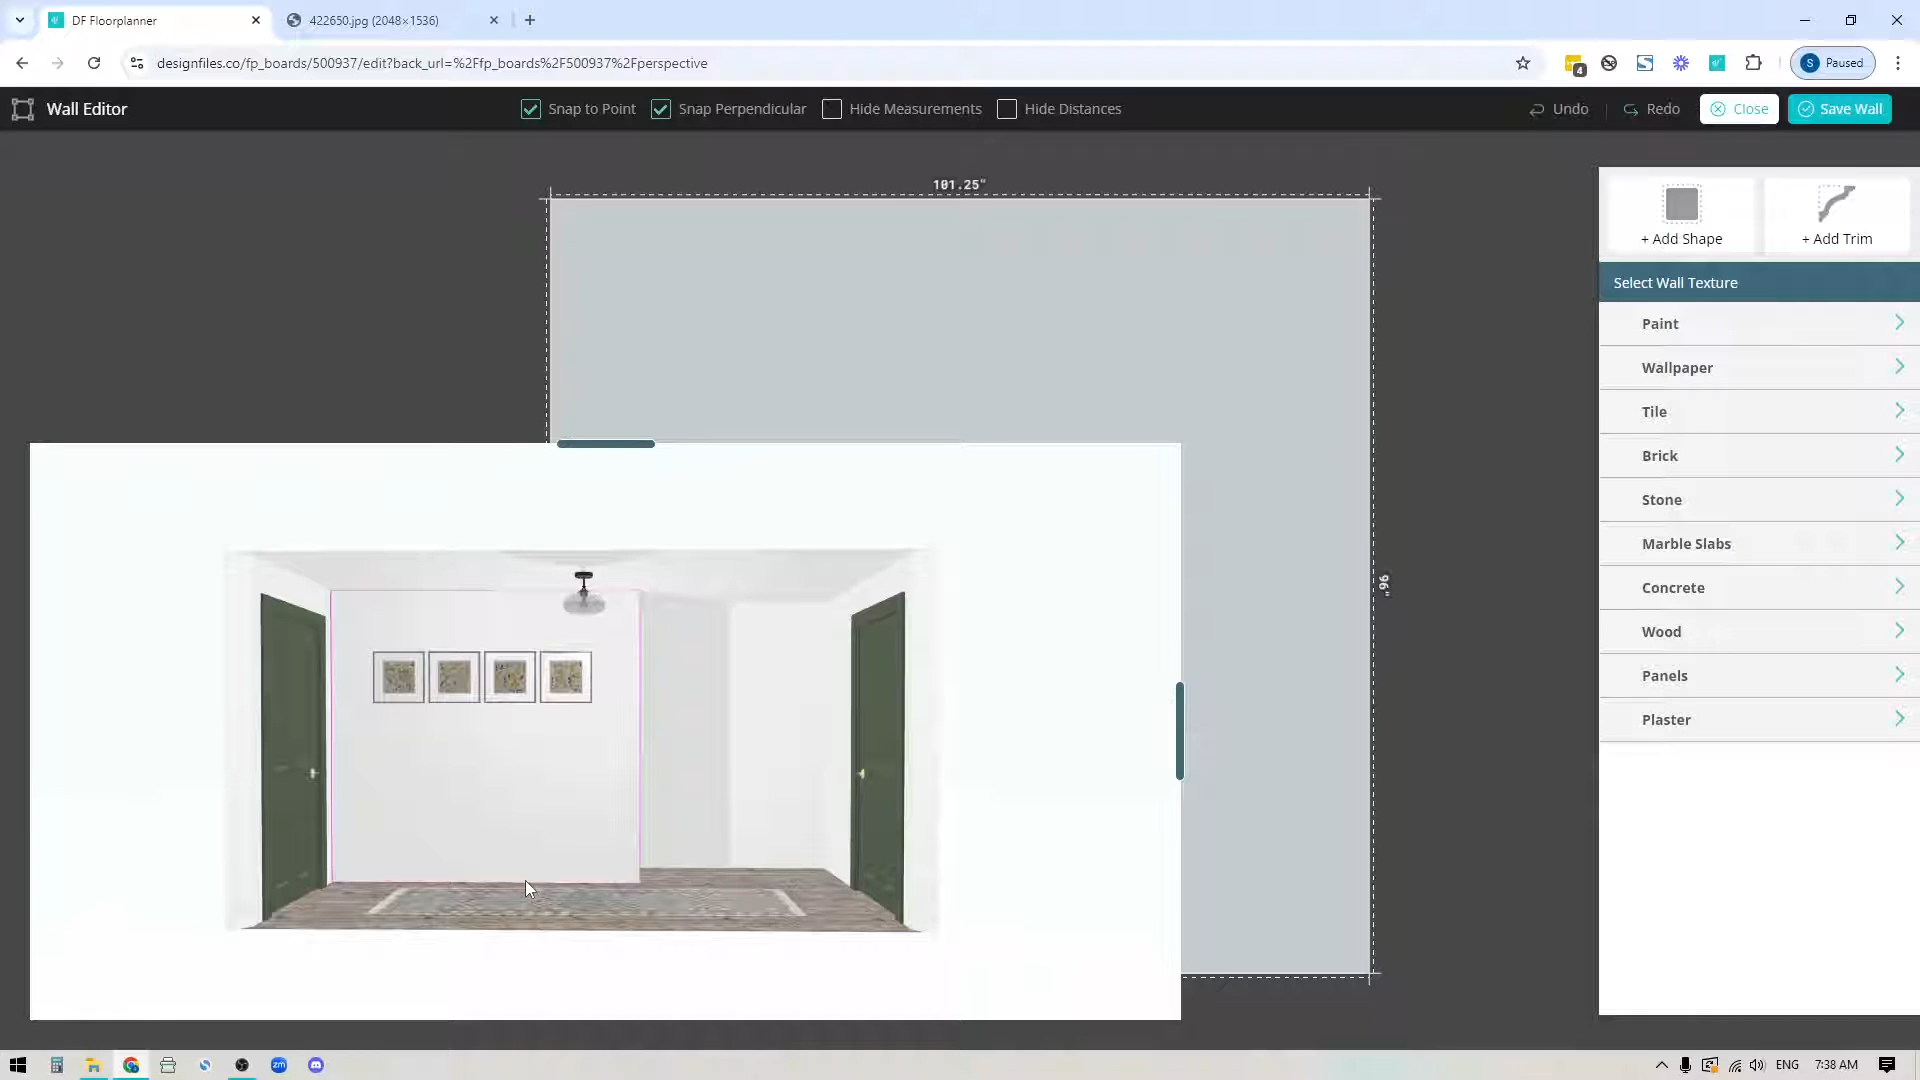 DF Floorplanner
422650.jpg (2048×1536)
designfiles.co/fp_boards/500937/edit?back_url=%2Ffp_boards%2F500937%2Fperspective
4
S Paused
Wall Editor
Snap to Point
Snap Perpendicular
Hide Measurements
Hide Distances
Undo
Redo
Close
Save Wall
101.25"
96"
+ Add Shape
+ Add Trim
Select Wall Texture
Paint
Wallpaper
Tile
Brick
Stone
Marble Slabs
Concrete
Wood
Panels
Plaster
zm
ENG
7:38 AM